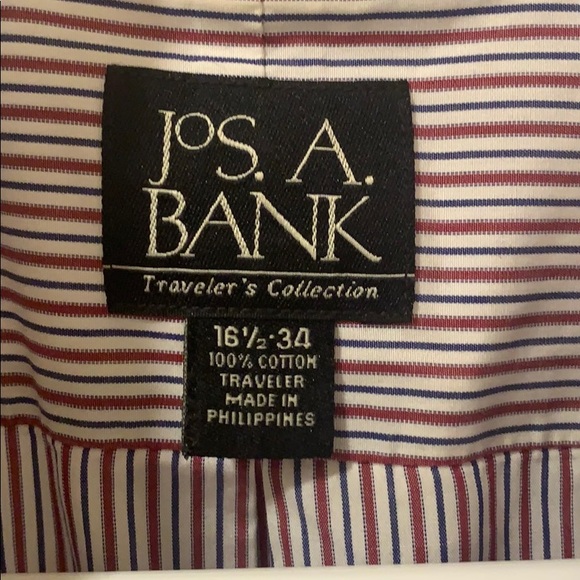 JOS. A.
BANK
Traveler's Collection
16½·34
100% COTTON
TRAVELER
MADE IN
PHILIPPINES